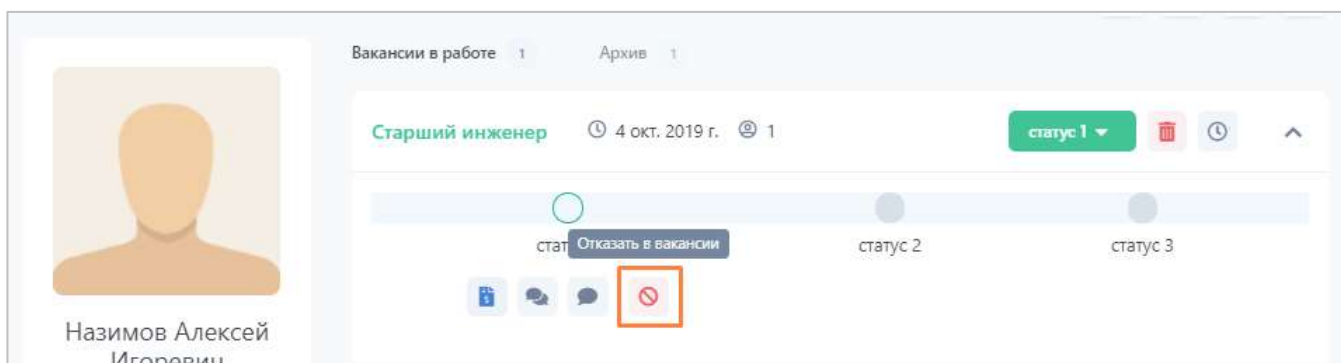 Вакансии в работе 1 Архив 1
Старший инженер 4 окт. 2019 г. 1 статус 1
Отказать в вакансии
статус 2 статус 3
Назимов Алексей
Игоревич